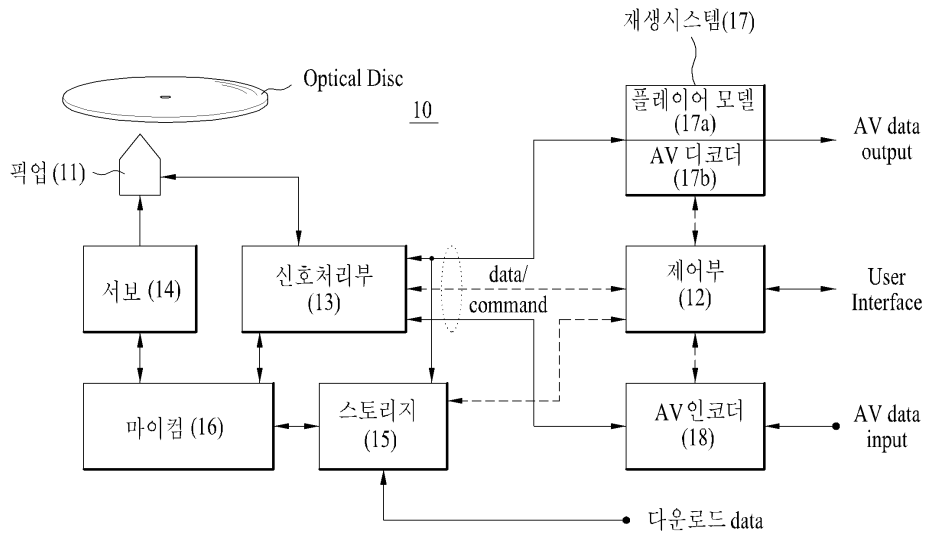 재생시스템(17)
Optical Disc
10
플레이어 모델
(17a)
AV 디코더
(17b)
AV data
output
픽업 (11)
서보 (14)
신호처리부
(13)
data/
command
제어부
(12)
User
Interface
마이컴 (16)
스토리지
(15)
AV인코더
(18)
AV data
input
다운로드 data